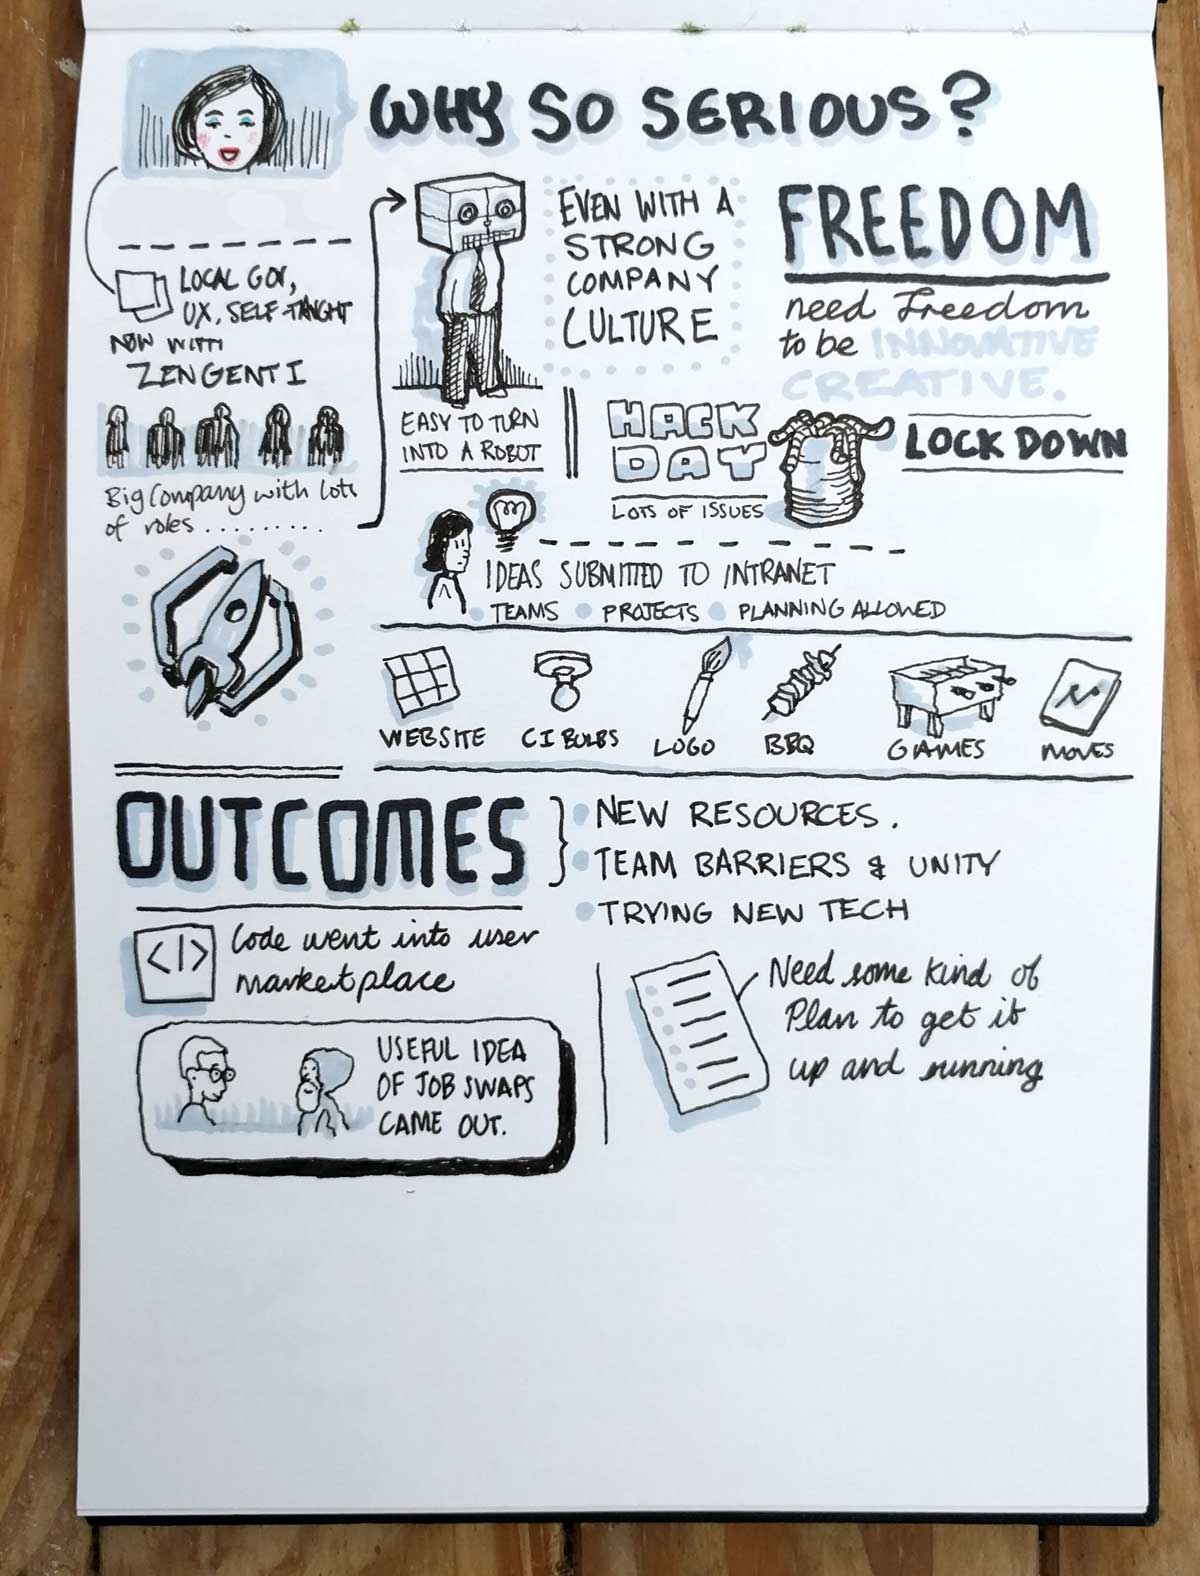 WHY SO SERIOUS?
LOCAL GOV,
UX, SELF-TAUGHT
NOW WITH
ZENGENTI
Big Company with lots
of roles .........
EASY TO TURN
INTO A ROBOT
EVEN WITH A
STRONG
COMPANY
CULTURE
FREEDOM
need Freedom
to be INNOVATIVE
CREATIVE.
HACK
DAY
LOTS OF ISSUES
LOCK DOWN
IDEAS SUBMITTED TO INTRANET
TEAMS • PROJECTS • PLANNING ALLOWED
WEBSITE
CI BULBS
LOGO
BBQ
GAMES
MOVES
OUTCOMES
NEW RESOURCES.
TEAM BARRIERS & UNITY
TRYING NEW TECH
</>
Code went into user
marketplace
USEFUL IDEA
OF JOB SWAPS
CAME OUT.
Need some kind of
Plan to get it
up and running